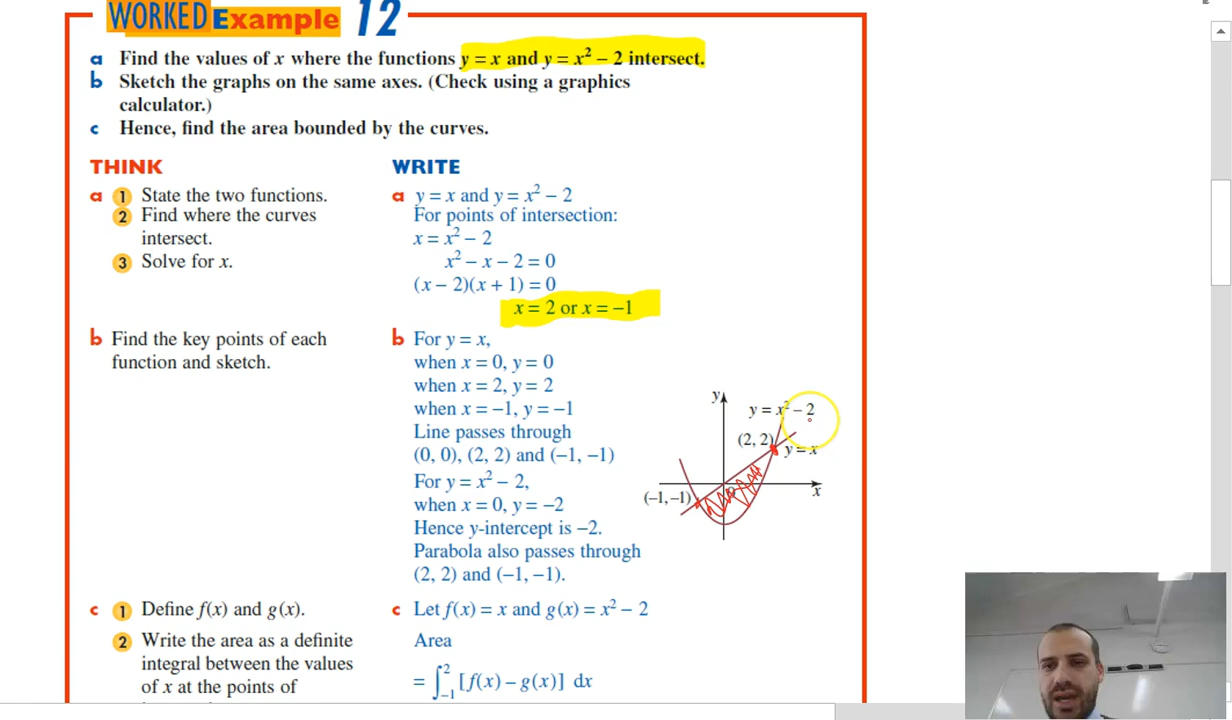 WORKED Example 12
a Find the values of x where the functions y = x and y = x² − 2 intersect.
b Sketch the graphs on the same axes. (Check using a graphics
calculator.)
c Hence, find the area bounded by the curves.
THINK
WRITE
a 1 State the two functions.
2 Find where the curves
intersect.
3 Solve for x.
a y = x and y = x² − 2
For points of intersection:
x = x² − 2
x² − x − 2 = 0
(x − 2)(x + 1) = 0
x = 2 or x = −1
b Find the key points of each
function and sketch.
b For y = x,
when x = 0, y = 0
when x = 2, y = 2
when x = −1, y = −1
Line passes through
(0, 0), (2, 2) and (−1, −1)
For y = x² − 2,
when x = 0, y = −2
Hence y-intercept is −2.
Parabola also passes through
(2, 2) and (−1, −1).
y
y = x² − 2
(2, 2)
y = x
(−1, −1)
0
x
c 1 Define f(x) and g(x).
2 Write the area as a definite
integral between the values
of x at the points of
c Let f(x) = x and g(x) = x² − 2
Area
= ∫₋₁² [f(x) − g(x)] dx